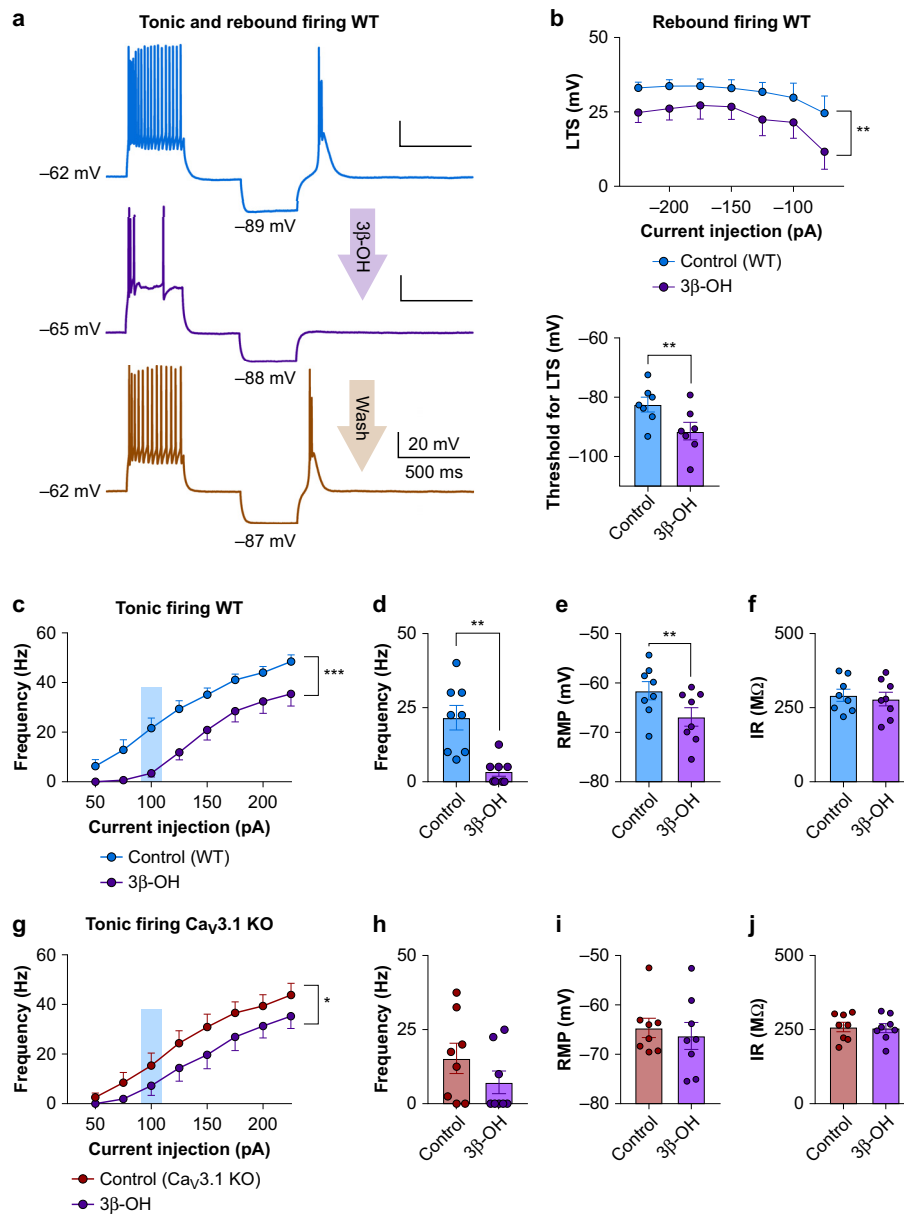 a
Tonic and rebound firing WT
–62 mV
–89 mV
3β-OH
–65 mV
–88 mV
Wash
20 mV
500 ms
–62 mV
–87 mV
b
Rebound firing WT
LTS (mV)
50
25
0
**
–200
–150
–100
Current injection (pA)
Control (WT)
3β-OH
Threshold for LTS (mV)
–60
–80
–100
**
Control
3β-OH
c
Tonic firing WT
Frequency (Hz)
60
40
20
0
***
50
100
150
200
Current injection (pA)
Control (WT)
3β-OH
d
Frequency (Hz)
50
25
0
**
Control
3β-OH
e
RMP (mV)
–50
–60
–70
–80
**
Control
3β-OH
f
IR (MΩ)
500
250
0
Control
3β-OH
g
Tonic firing CaV3.1 KO
Frequency (Hz)
60
40
20
0
*
50
100
150
200
Current injection (pA)
Control (CaV3.1 KO)
3β-OH
h
Frequency (Hz)
50
25
0
Control
3β-OH
i
RMP (mV)
–50
–60
–70
–80
Control
3β-OH
j
IR (MΩ)
500
250
0
Control
3β-OH